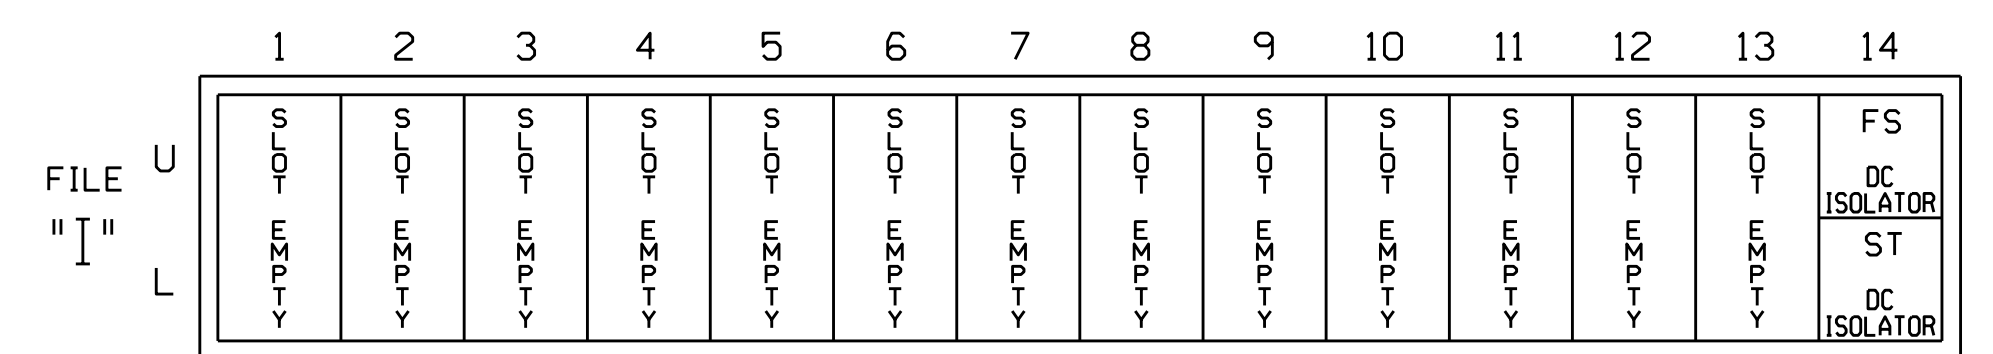 1 2 3 4 5 6 7 8 9 10 11 12 13 14
FILE "I"
U
L
SLOT EMPTY
SLOT EMPTY
SLOT EMPTY
SLOT EMPTY
SLOT EMPTY
SLOT EMPTY
SLOT EMPTY
SLOT EMPTY
SLOT EMPTY
SLOT EMPTY
SLOT EMPTY
SLOT EMPTY
SLOT EMPTY
FS
DC
ISOLATOR
ST
DC
ISOLATOR